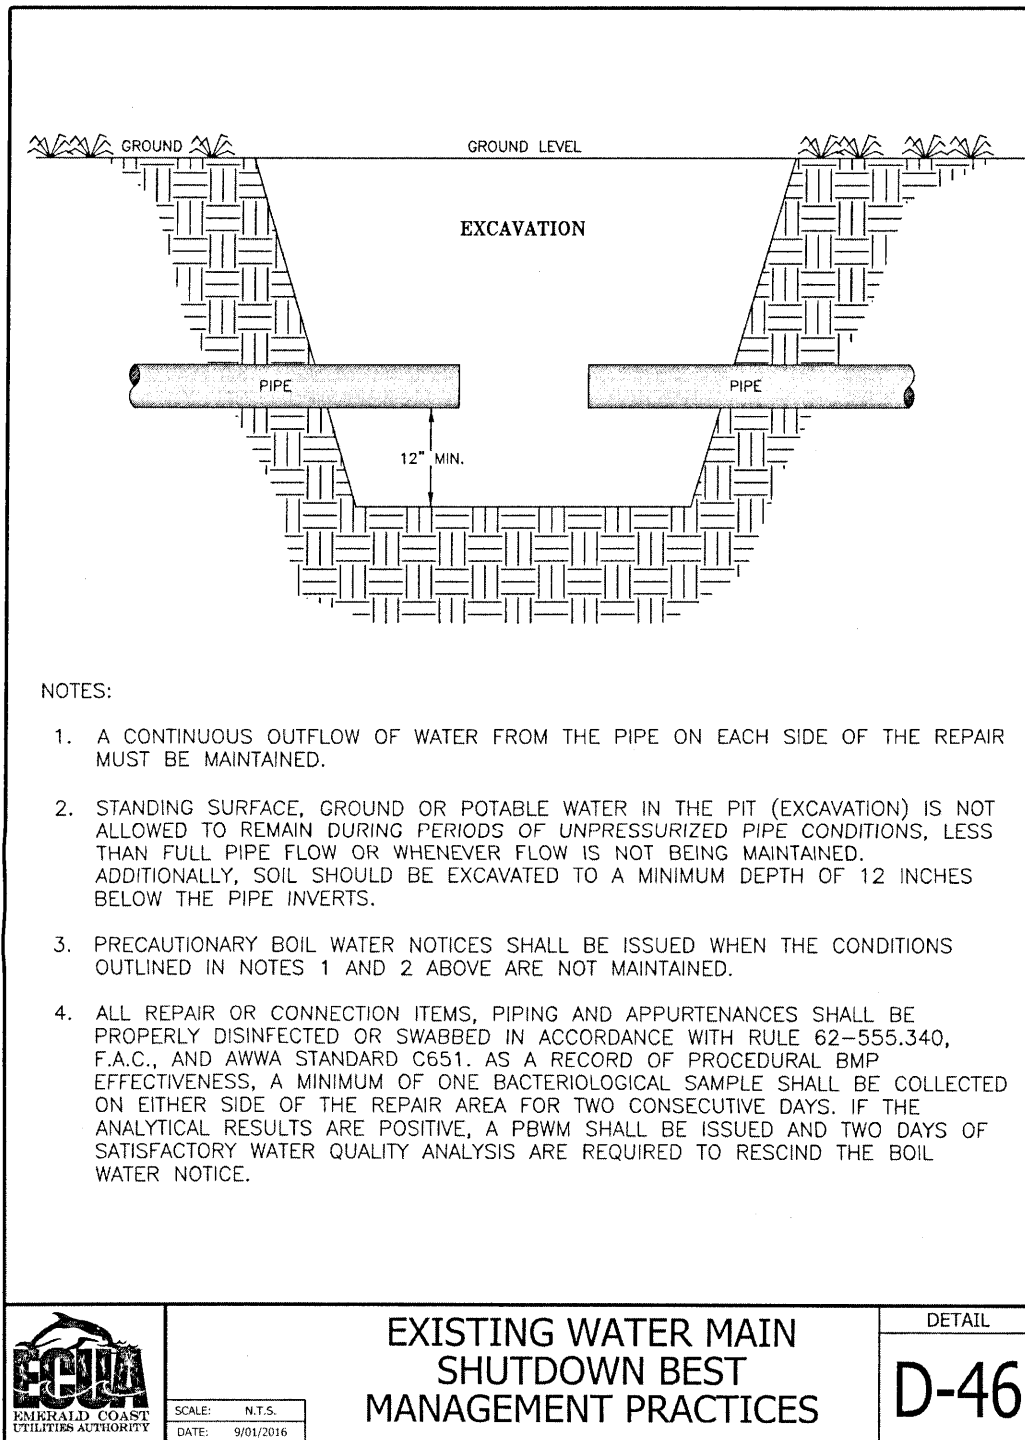 GROUND
GROUND LEVEL
EXCAVATION
PIPE
PIPE
12" MIN.
NOTES:
1. A CONTINUOUS OUTFLOW OF WATER FROM THE PIPE ON EACH SIDE OF THE REPAIR
MUST BE MAINTAINED.
2. STANDING SURFACE, GROUND OR POTABLE WATER IN THE PIT (EXCAVATION) IS NOT
ALLOWED TO REMAIN DURING PERIODS OF UNPRESSURIZED PIPE CONDITIONS, LESS
THAN FULL PIPE FLOW OR WHENEVER FLOW IS NOT BEING MAINTAINED.
ADDITIONALLY, SOIL SHOULD BE EXCAVATED TO A MINIMUM DEPTH OF 12 INCHES
BELOW THE PIPE INVERTS.
3. PRECAUTIONARY BOIL WATER NOTICES SHALL BE ISSUED WHEN THE CONDITIONS
OUTLINED IN NOTES 1 AND 2 ABOVE ARE NOT MAINTAINED.
4. ALL REPAIR OR CONNECTION ITEMS, PIPING AND APPURTENANCES SHALL BE
PROPERLY DISINFECTED OR SWABBED IN ACCORDANCE WITH RULE 62-555.340,
F.A.C., AND AWWA STANDARD C651. AS A RECORD OF PROCEDURAL BMP
EFFECTIVENESS, A MINIMUM OF ONE BACTERIOLOGICAL SAMPLE SHALL BE COLLECTED
ON EITHER SIDE OF THE REPAIR AREA FOR TWO CONSECUTIVE DAYS. IF THE
ANALYTICAL RESULTS ARE POSITIVE, A PBWM SHALL BE ISSUED AND TWO DAYS OF
SATISFACTORY WATER QUALITY ANALYSIS ARE REQUIRED TO RESCIND THE BOIL
WATER NOTICE.
ECUA
EMERALD COAST
UTILITIES AUTHORITY
SCALE: N.T.S.
DATE: 9/01/2016
EXISTING WATER MAIN
SHUTDOWN BEST
MANAGEMENT PRACTICES
DETAIL
D-46